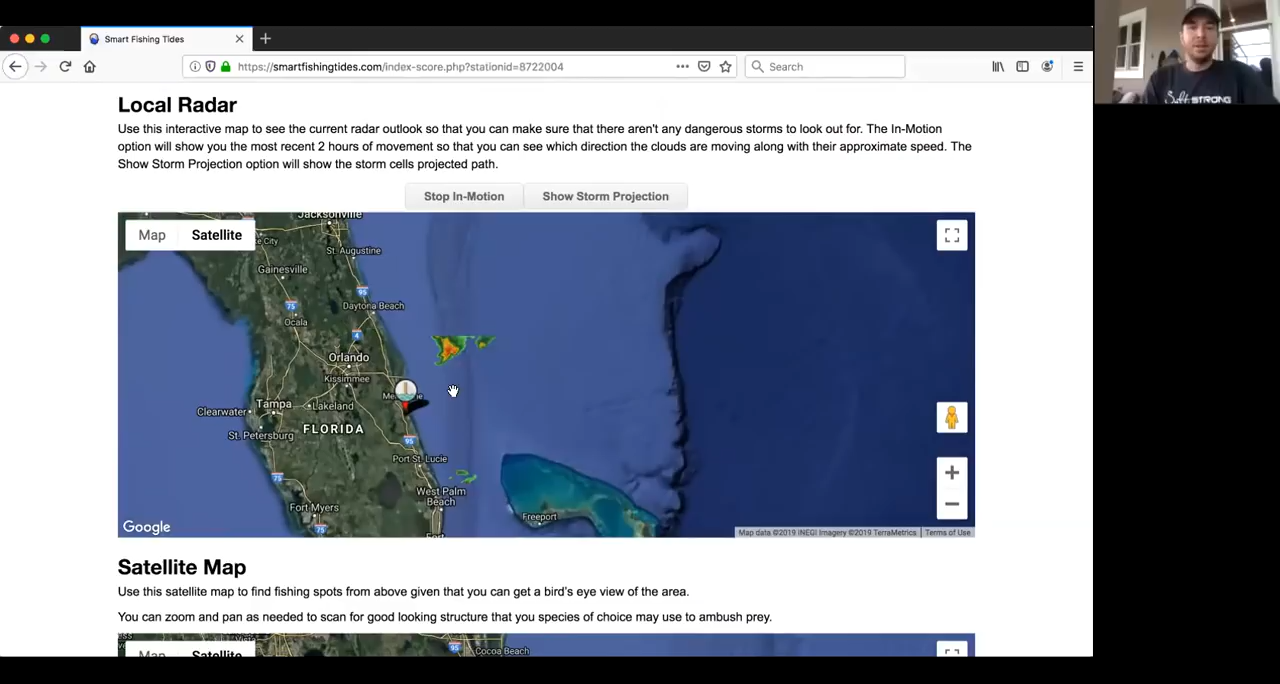 Smart Fishing Tides
https://smartfishingtides.com/index-score.php?stationid=8722004
Search
Local Radar
Use this interactive map to see the current radar outlook so that you can make sure that there aren't any dangerous storms to look out for. The In-Motion
option will show you the most recent 2 hours of movement so that you can see which direction the clouds are moving along with their approximate speed. The
Show Storm Projection option will show the storm cells projected path.
Stop In-Motion
Show Storm Projection
Map
Satellite
Jacksonville
St. Augustine
Gainesville
95
75
Ocala
Daytona Beach
4
Orlando
Kissimmee
Clearwater
Tampa
Lakeland
FLORIDA
St. Petersburg
95
Port St. Lucie
75
West Palm
Beach
Fort Myers
Freeport
75
Google
Map data ©2019 INEGI Imagery ©2019 TerraMetrics
Terms of Use
Satellite Map
Use this satellite map to find fishing spots from above given that you can get a bird's eye view of the area.
You can zoom and pan as needed to scan for good looking structure that you species of choice may use to ambush prey.
Map
Satellite
95
Cocoa Beach
STRONG